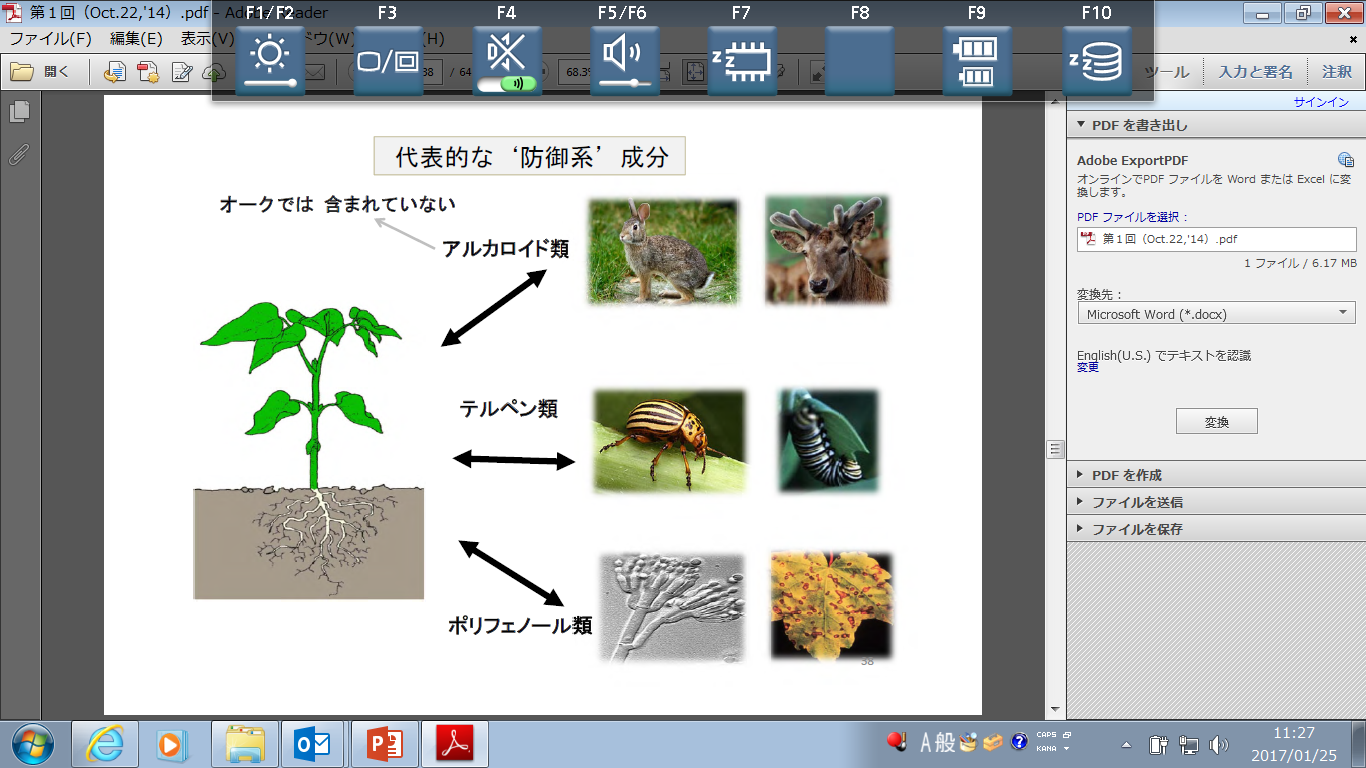 第１回（Oct.22,'14）.pdf - Adobe Reader
F1/F2 F3 F4 F5/F6 F7 F8 F9 F10
ファイル(F) 編集(E) 表示(V)
開く
38 / 64
68.3%
ツール 入力と署名 注釈
サインイン
代表的な‘防御系’成分
オークでは 含まれていない
アルカロイド類
テルペン類
ポリフェノール類
38
PDF を書き出し
Adobe ExportPDF
オンラインでPDF ファイルを Word または Excel に変
換します。
PDF ファイルを選択：
第１回（Oct.22,'14）.pdf
1 ファイル / 6.17 MB
変換先：
Microsoft Word (*.docx)
English(U.S.) でテキストを認識
変更
変換
PDF を作成
ファイルを送信
ファイルを保存
A 般
CAPS
KANA
11:27
2017/01/25